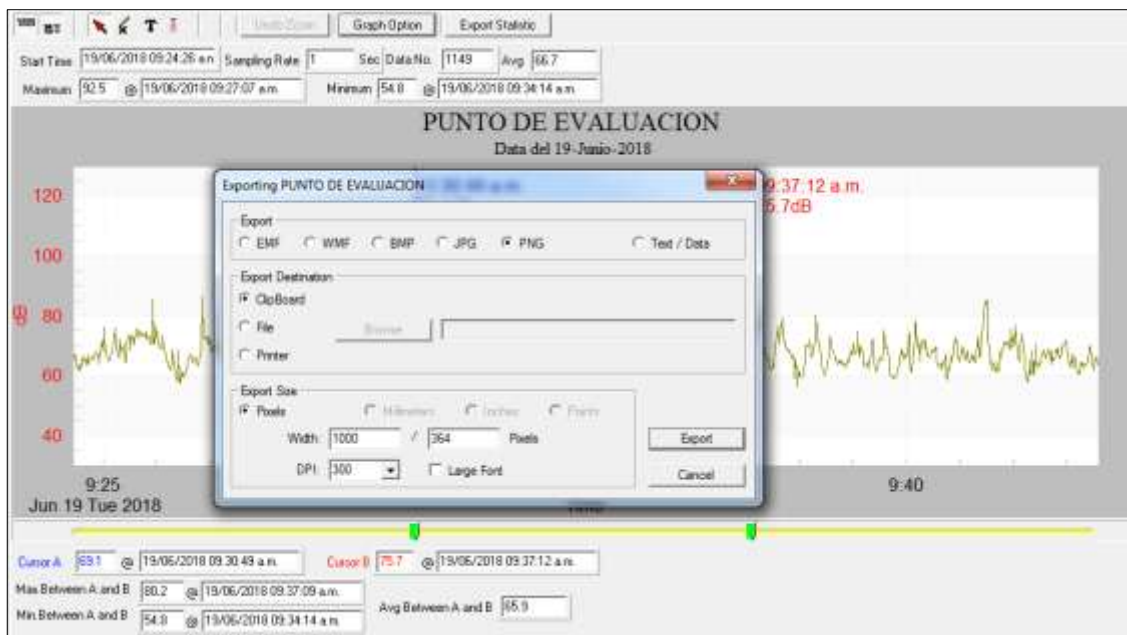 Undo Zoom Graph Option Export Statistic
Start Time 19/06/2018 09:24:26 a.m Sampling Rate 1 Sec Data No. 1149 Avg 66.7
Maximum 92.5 @ 19/06/2018 09:27:07 a.m. Minimum 54.8 @ 19/06/2018 09:34:14 a.m.
PUNTO DE EVALUACION
Data del 19-Junio-2018
Exporting PUNTO DE EVALUACION
9:37:12 a.m.
5.7dB
120
100
80
60
40
Export
EMF WMF BMP JPG PNG Text / Data
Export Destination
ClipBoard
File Browse
Printer
Export Size
Pixels Millimeters Inches Points
Width: 1000 / 364 Pixels
DPI: 300 Large Font
Export
Cancel
9:25 9:40
Jun 19 Tue 2018
Cursor A 69.1 @ 19/06/2018 09:30:49 a.m. Cursor B 75.7 @ 19/06/2018 09:37:12 a.m.
Max Between A and B 80.2 @ 19/06/2018 09:37:09 a.m.
Min Between A and B 54.8 @ 19/06/2018 09:34:14 a.m.
Avg Between A and B 65.9